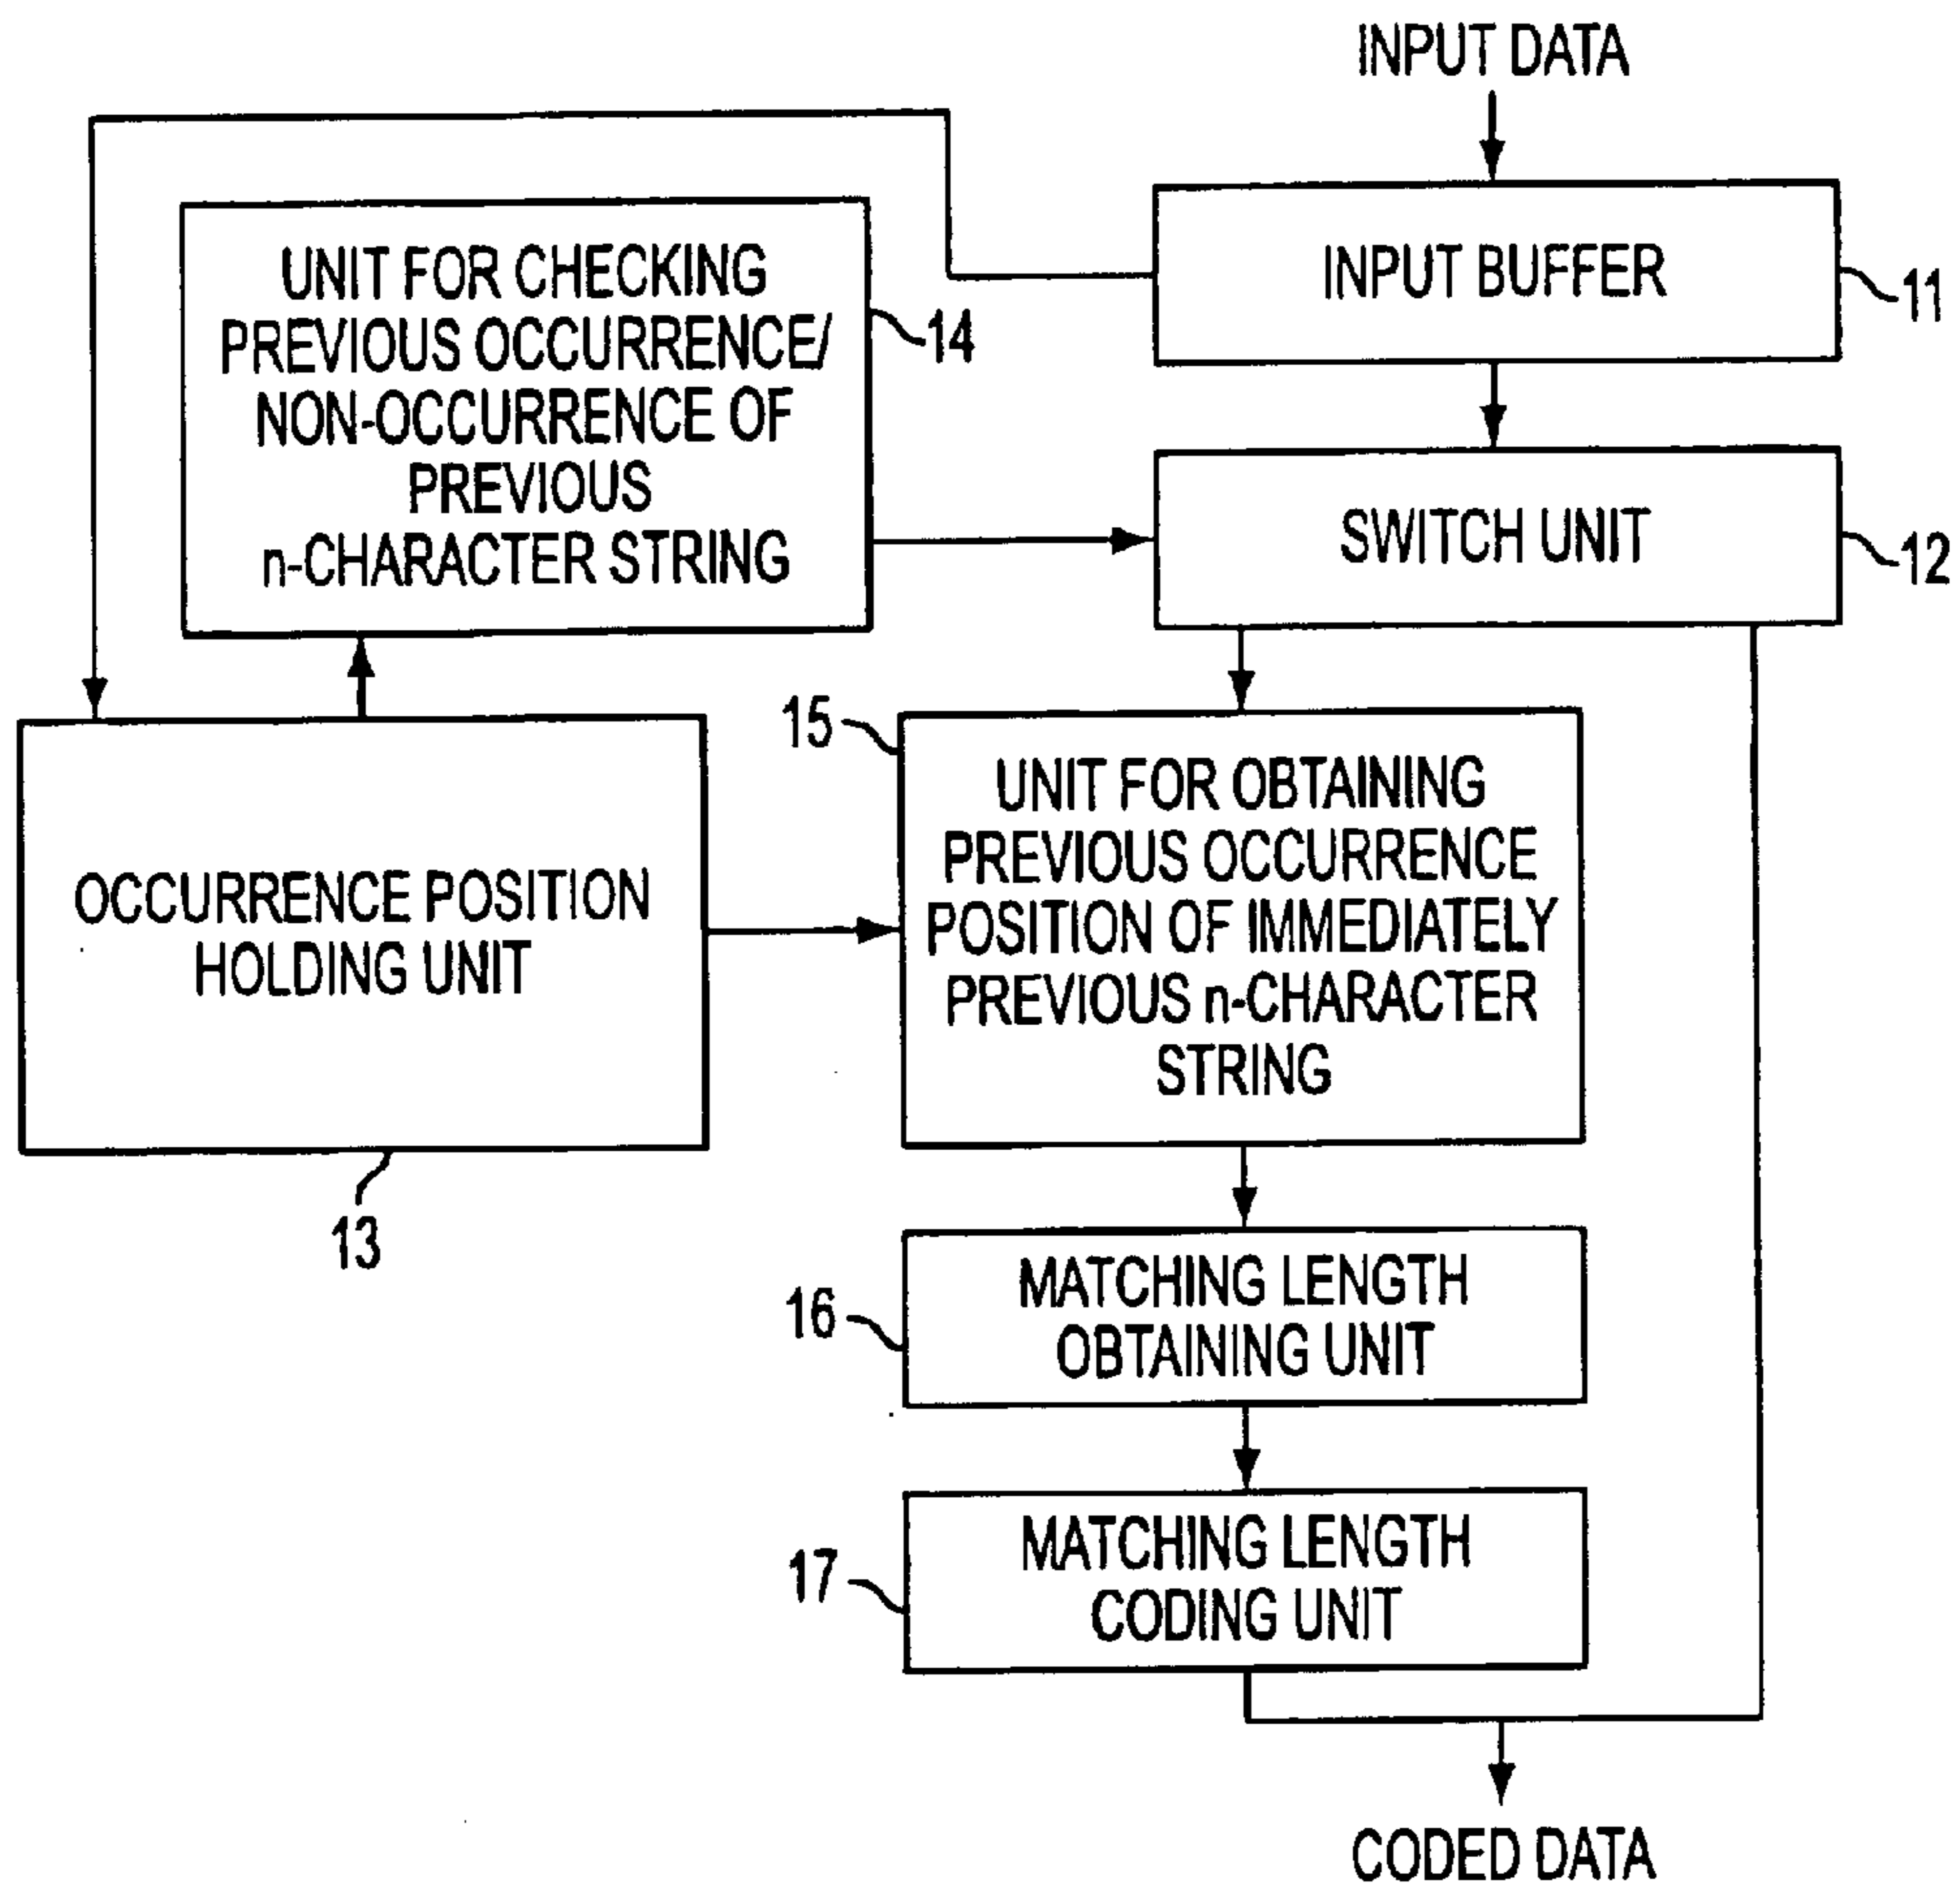 INPUT DATA
INPUT BUFFER
11
UNIT FOR CHECKING
PREVIOUS OCCURRENCE/
NON-OCCURRENCE OF
PREVIOUS
n-CHARACTER STRING
14
SWITCH UNIT
12
OCCURRENCE POSITION
HOLDING UNIT
13
15
UNIT FOR OBTAINING
PREVIOUS OCCURRENCE
POSITION OF IMMEDIATELY
PREVIOUS n-CHARACTER
STRING
16
MATCHING LENGTH
OBTAINING UNIT
17
MATCHING LENGTH
CODING UNIT
CODED DATA